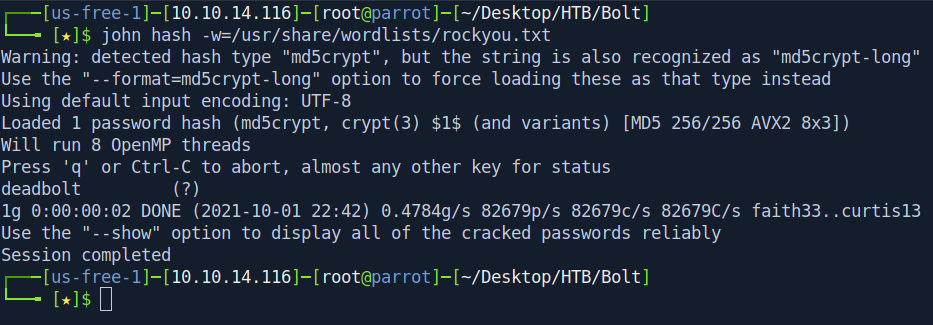 ┌──[us-free-1]─[10.10.14.116]─[root@parrot]─[~/Desktop/HTB/Bolt]
└──╼ [★]$ john hash -w=/usr/share/wordlists/rockyou.txt
Warning: detected hash type "md5crypt", but the string is also recognized as "md5crypt-long"
Use the "--format=md5crypt-long" option to force loading these as that type instead
Using default input encoding: UTF-8
Loaded 1 password hash (md5crypt, crypt(3) $1$ (and variants) [MD5 256/256 AVX2 8x3])
Will run 8 OpenMP threads
Press 'q' or Ctrl-C to abort, almost any other key for status
deadbolt         (?)
1g 0:00:00:02 DONE (2021-10-01 22:42) 0.4784g/s 82679p/s 82679c/s 82679C/s faith33..curtis13
Use the "--show" option to display all of the cracked passwords reliably
Session completed
┌──[us-free-1]─[10.10.14.116]─[root@parrot]─[~/Desktop/HTB/Bolt]
└──╼ [★]$